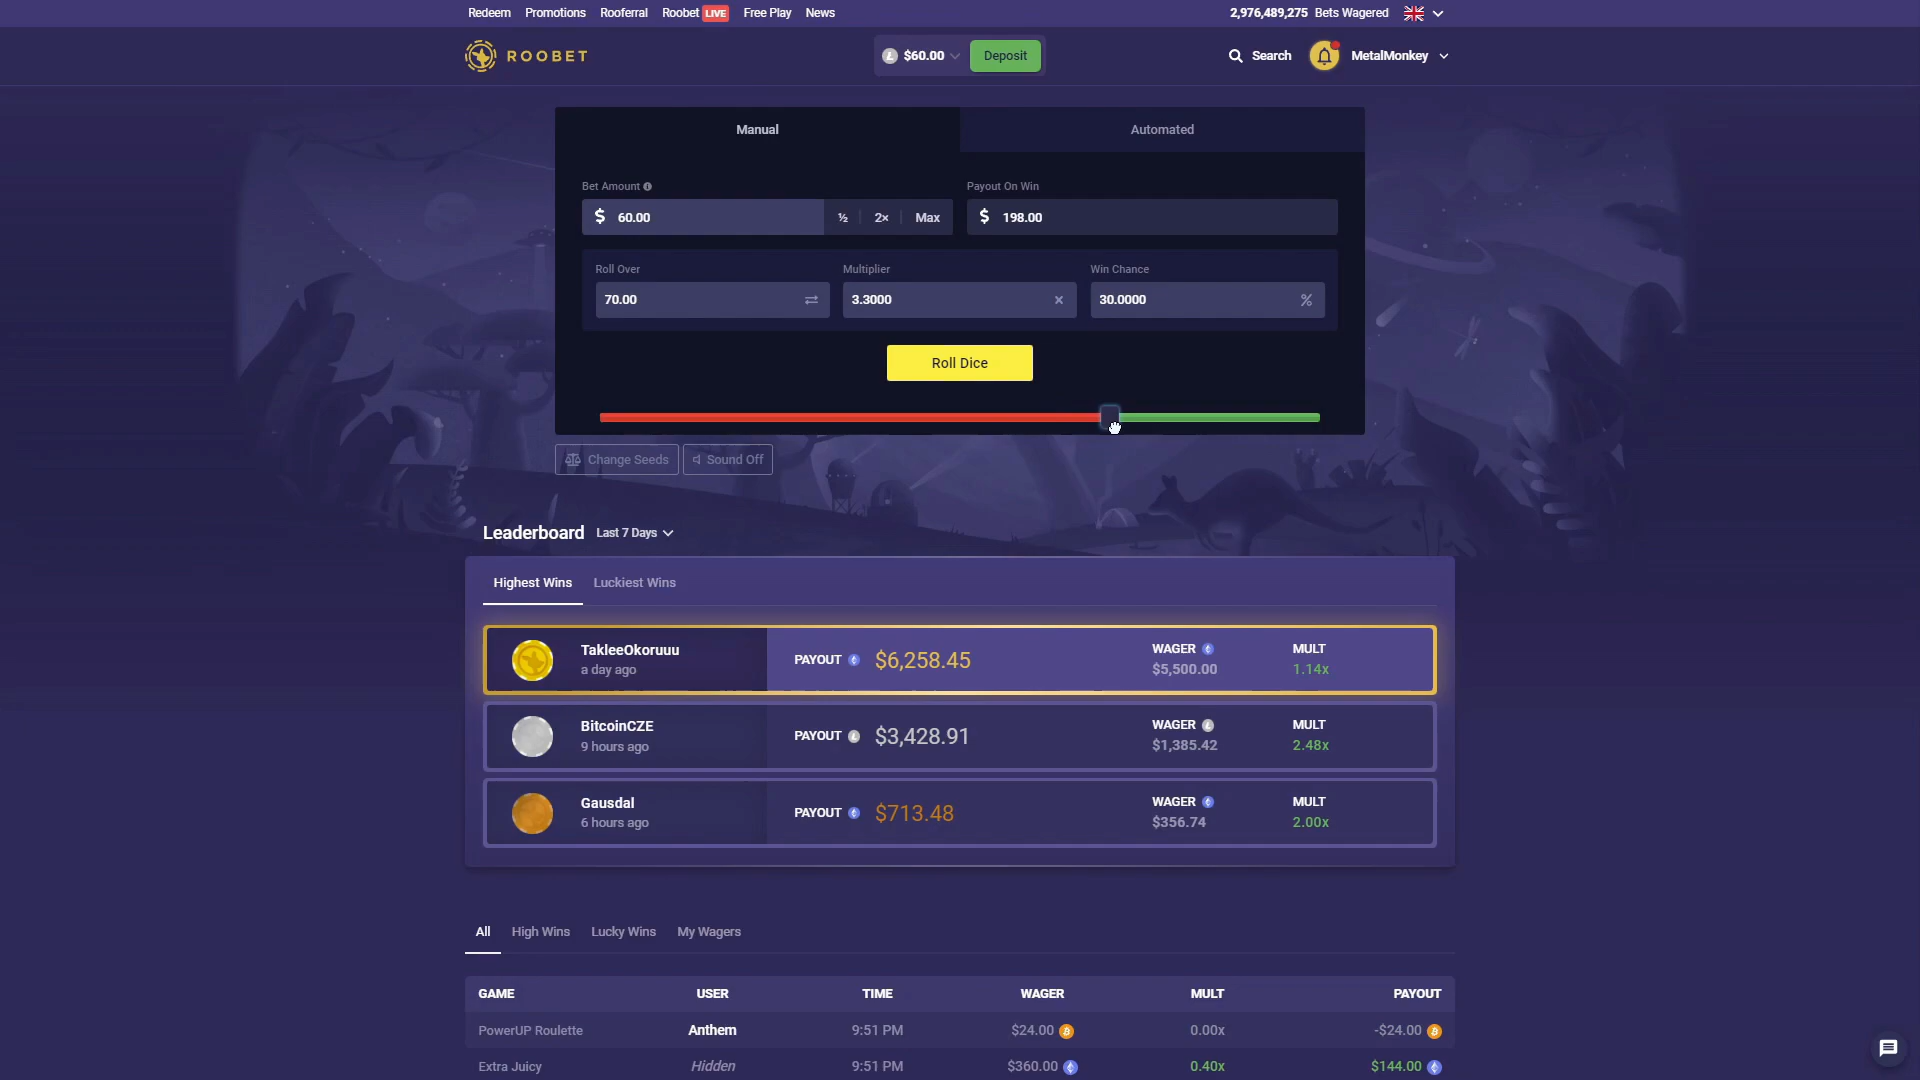 Redeem Promotions Rooferral Roobet LIVE Free Play News 2,976,489,275 Bets Wagered
ROOBET $60.00 Deposit Search MetalMonkey
Manual Automated
Bet Amount Payout On Win
$ 60.00 ½ 2× Max $ 198.00
Roll Over Multiplier Win Chance
70.00 3.3000 × 30.0000 %
Roll Dice
Change Seeds Sound Off
Leaderboard Last 7 Days
Highest Wins Luckiest Wins
TakleeOkoruuu
a day ago
PAYOUT $6,258.45
WAGER
$5,500.00
MULT
1.14x
BitcoinCZE
9 hours ago
PAYOUT $3,428.91
WAGER
$1,385.42
MULT
2.48x
Gausdal
6 hours ago
PAYOUT $713.48
WAGER
$356.74
MULT
2.00x
All High Wins Lucky Wins My Wagers
GAME USER TIME WAGER MULT PAYOUT
PowerUP Roulette Anthem 9:51 PM $24.00 0.00x -$24.00
Extra Juicy Hidden 9:51 PM $360.00 0.40x $144.00